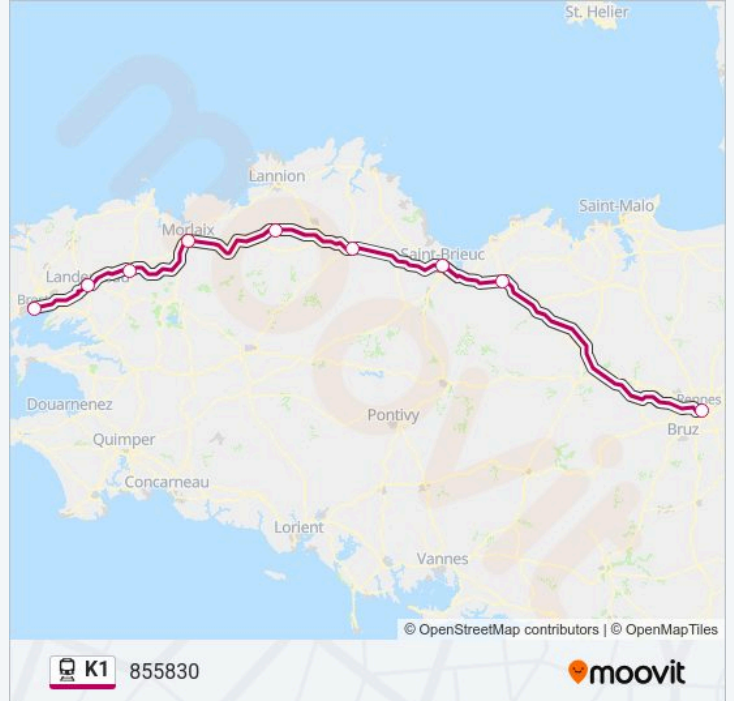 St. Helier
Lannion
Saint-Malo
Morlaix
Saint-Brieuc
Rennes
Douarnenez
Pontivy
Bruz
Quimper
Concarneau
Lorient
Vannes
© OpenStreetMap contributors | © OpenMapTiles
K1 855830
moovit